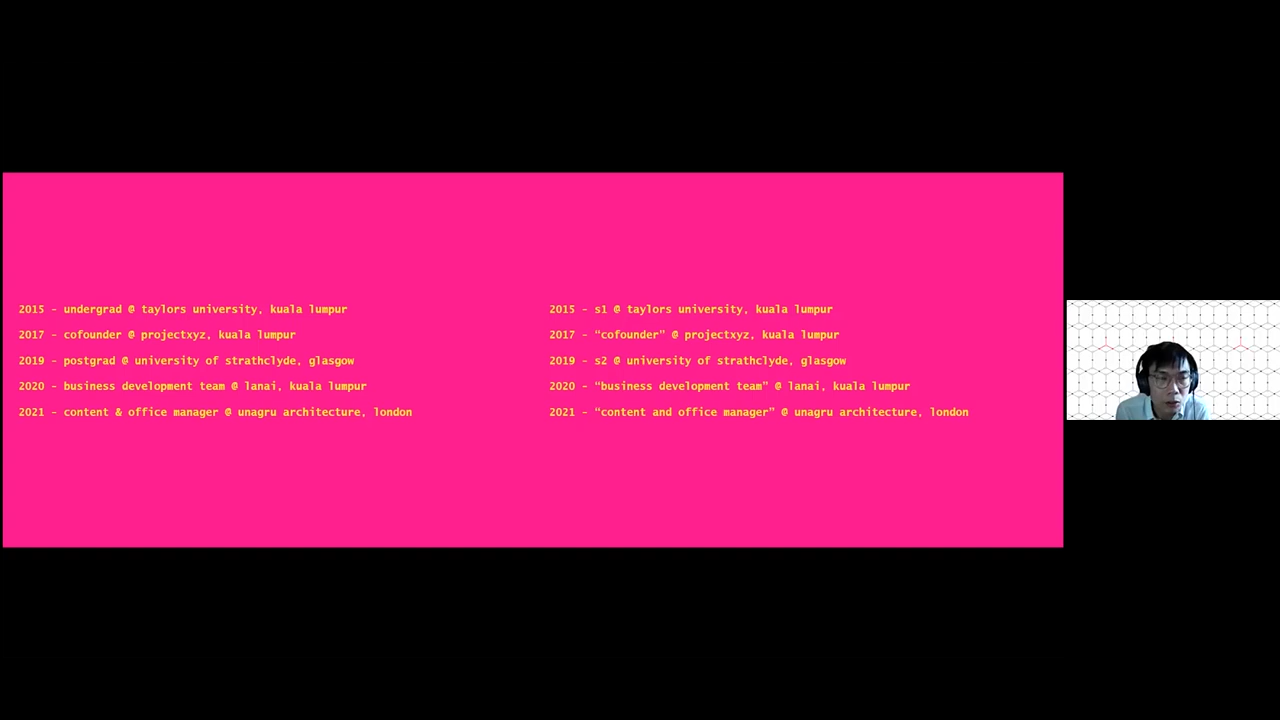 2015 - undergrad @ taylors university, kuala lumpur
2017 - cofounder @ projectxyz, kuala lumpur
2019 - postgrad @ university of strathclyde, glasgow
2020 - business development team @ lanai, kuala lumpur
2021 - content & office manager @ unagru architecture, london
2015 - s1 @ taylors university, kuala lumpur
2017 - “cofounder” @ projectxyz, kuala lumpur
2019 - s2 @ university of strathclyde, glasgow
2020 - “business development team” @ lanai, kuala lumpur
2021 - “content and office manager” @ unagru architecture, london